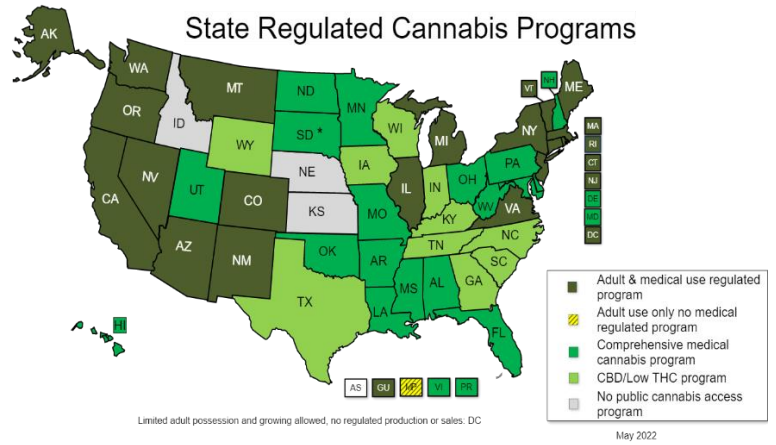 State Regulated Cannabis Programs
AK
WA
MT
ND
MN
VT
NH
ME
OR
ID
WY
SD *
WI
MI
NY
MA
RI
CT
NJ
DE
MD
DC
NV
UT
CO
NE
IA
IL
IN
OH
PA
WV
VA
CA
KS
MO
KY
NC
TN
SC
AZ
NM
OK
AR
MS
AL
GA
TX
LA
FL
HI
AS
GU
MP
VI
PR
Adult & medical use regulated
program
Adult use only no medical
regulated program
Comprehensive medical
cannabis program
CBD/Low THC program
No public cannabis access
program
Limited adult possession and growing allowed, no regulated production or sales: DC
May 2022